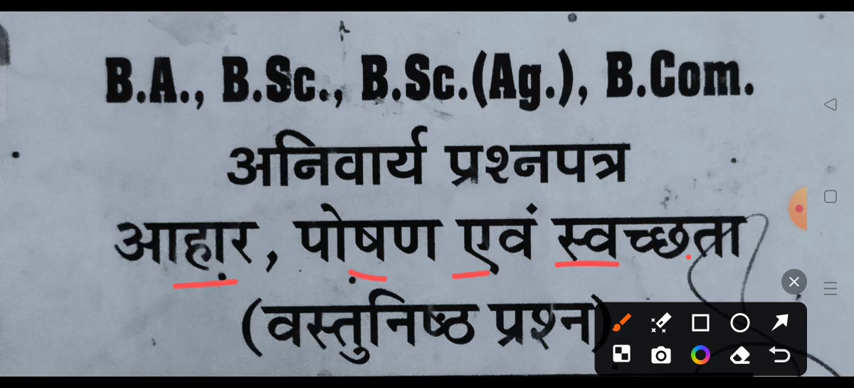 B.A., B.Sc., B.Sc.(Ag.), B.Com.
अनिवार्य प्रश्नपत्र
आहार, पोषण एवं स्वच्छता
(वस्तुनिष्ठ प्रश्न)